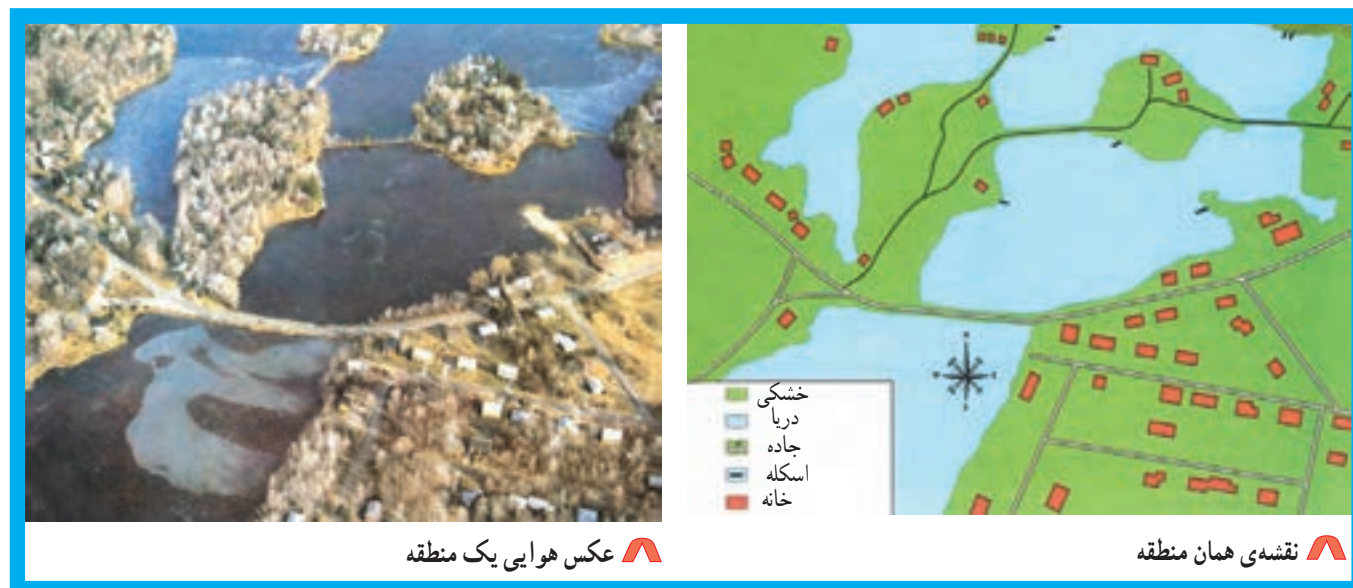 خشکی
دریا
جاده
اسکله
خانه
نقشه‌ی همان منطقه
عکس هوایی یک منطقه